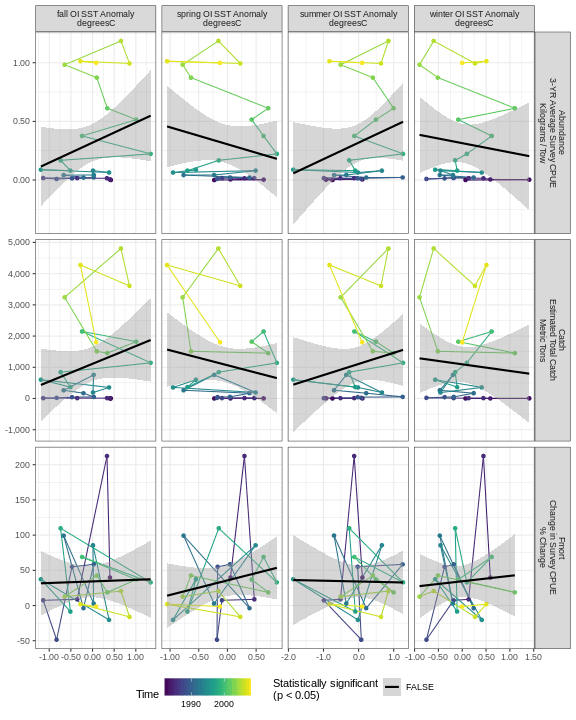 fall OI SST Anomaly
degreesC
spring OI SST Anomaly
degreesC
summer OI SST Anomaly
degreesC
winter OI SST Anomaly
degreesC
1.00
0.50
0.00
Abundance
3-YR Average Survey CPUE
Kilograms / Tow
5,000
4,000
3,000
2,000
1,000
0
-1,000
Catch
Estimated Total Catch
Metric Tons
200
150
100
50
0
-50
Fmort
Change in Survey CPUE
% Change
-1.00 -0.50 0.00 0.50 1.00
-1.00 -0.50 0.00 0.50
-2.0 -1.0 0.0 1.0
-1.00 -0.50 0.00 0.50 1.00 1.50
Time
1990 2000
Statistically significant
(p < 0.05)
FALSE